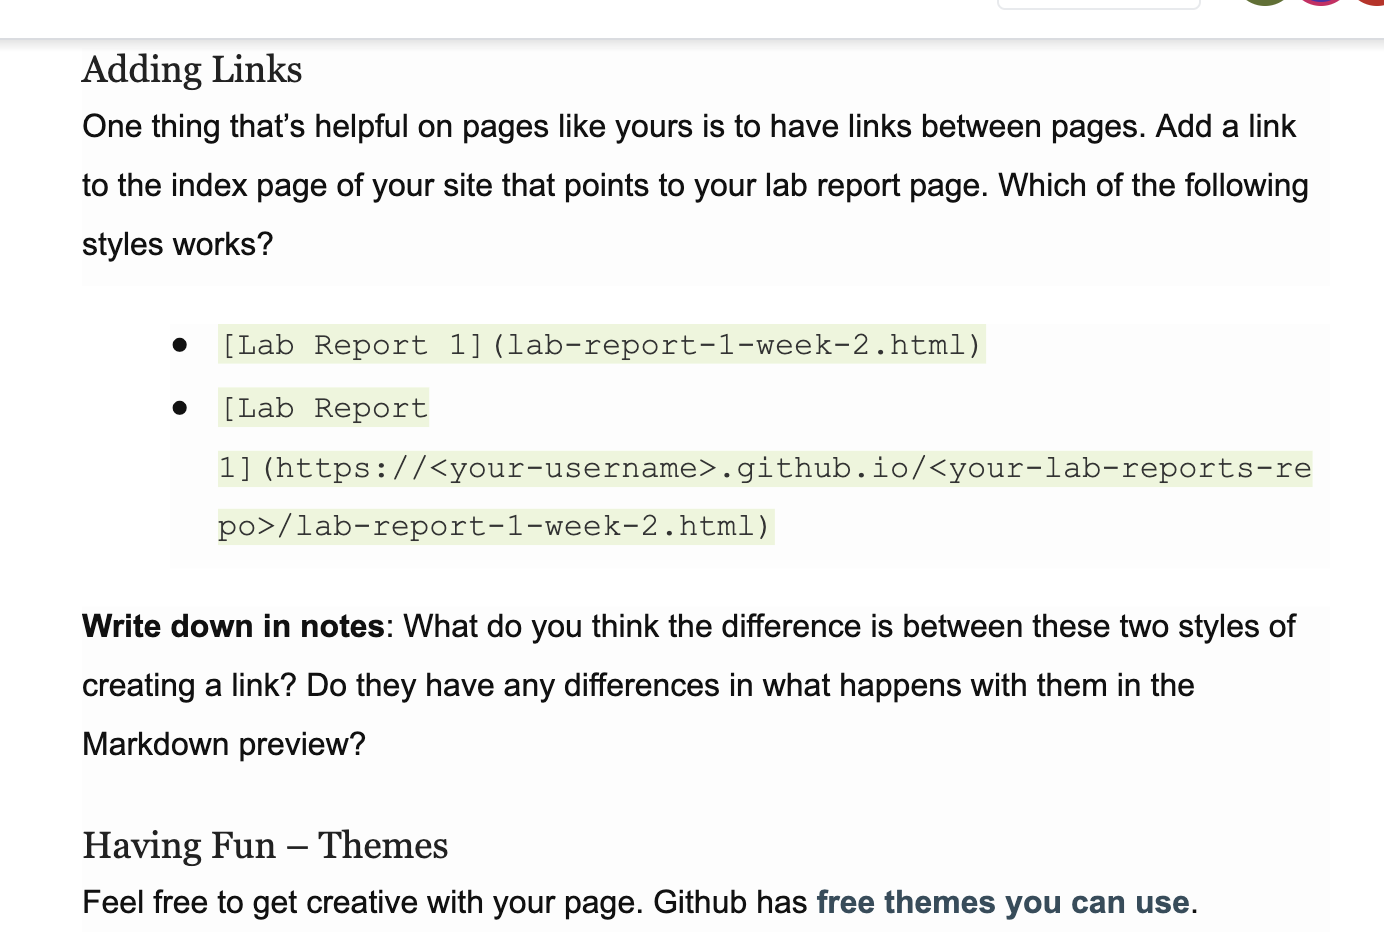 Adding Links
One thing that’s helpful on pages like yours is to have links between pages. Add a link
to the index page of your site that points to your lab report page. Which of the following
styles works?
● [Lab Report 1](lab-report-1-week-2.html)
● [Lab Report
1](https://<your-username>.github.io/<your-lab-reports-re
po>/lab-report-1-week-2.html)
Write down in notes: What do you think the difference is between these two styles of
creating a link? Do they have any differences in what happens with them in the
Markdown preview?
Having Fun – Themes
Feel free to get creative with your page. Github has free themes you can use.